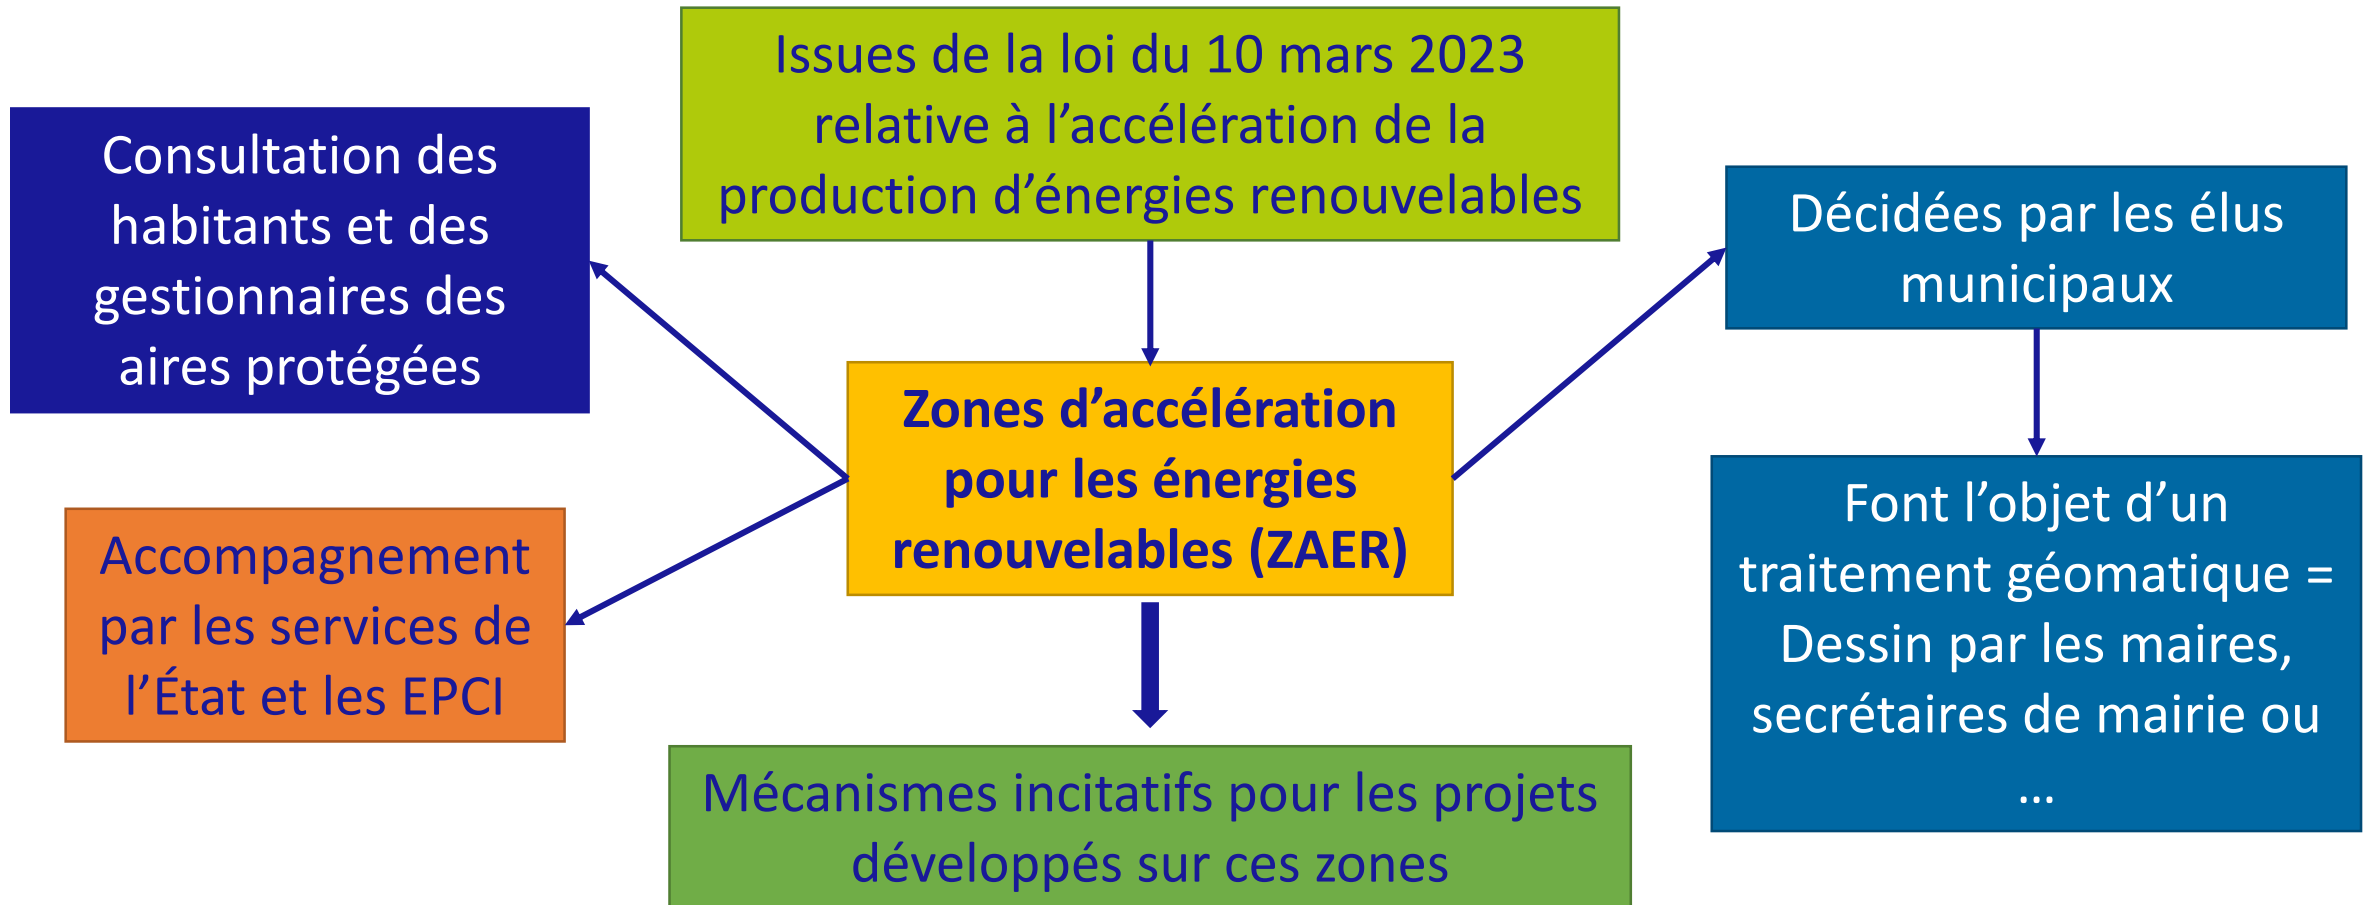 Issues de la loi du 10 mars 2023
relative à l’accélération de la
production d’énergies renouvelables
Consultation des
habitants et des
gestionnaires des
aires protégées
Décidées par les élus
municipaux
Zones d’accélération
pour les énergies
renouvelables (ZAER)
Accompagnement
par les services de
l’État et les EPCI
Font l’objet d’un
traitement géomatique =
Dessin par les maires,
secrétaires de mairie ou
…
Mécanismes incitatifs pour les projets
développés sur ces zones